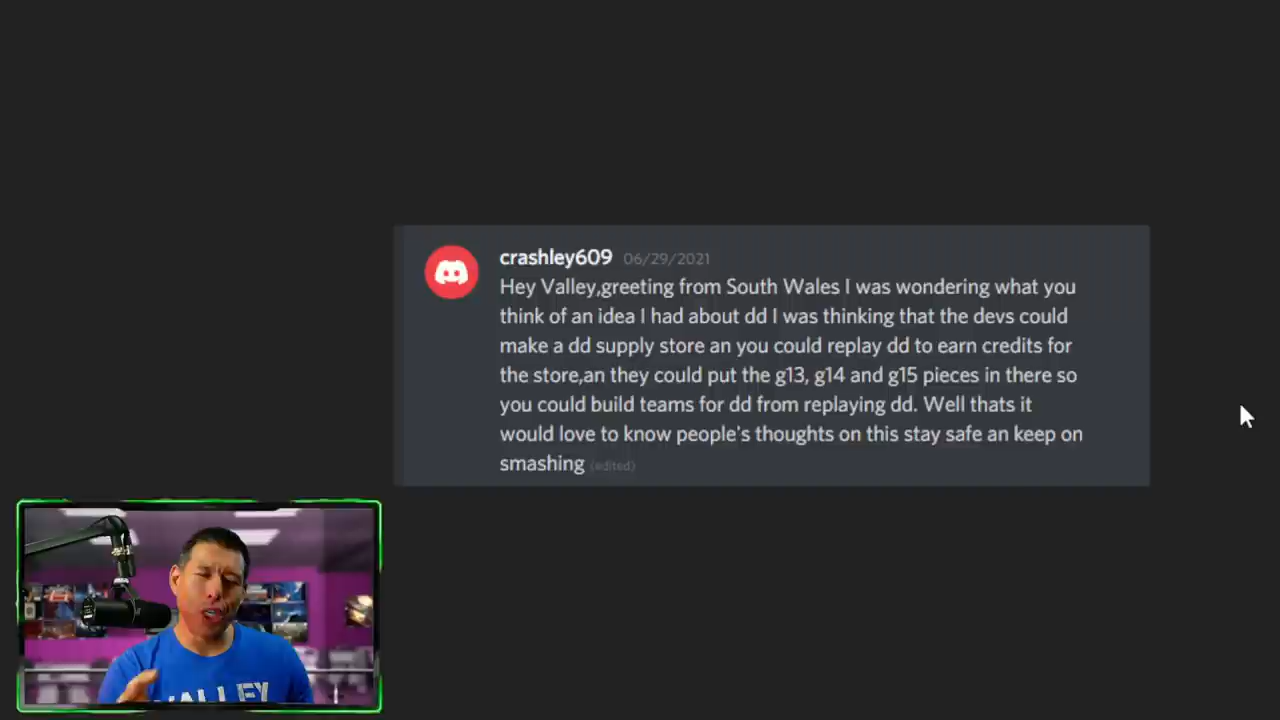 crashley609 06/29/2021
Hey Valley,greeting from South Wales I was wondering what you
think of an idea I had about dd I was thinking that the devs could
make a dd supply store an you could replay dd to earn credits for
the store,an they could put the g13, g14 and g15 pieces in there so
you could build teams for dd from replaying dd. Well thats it
would love to know people's thoughts on this stay safe an keep on
smashing (edited)
VALLEY